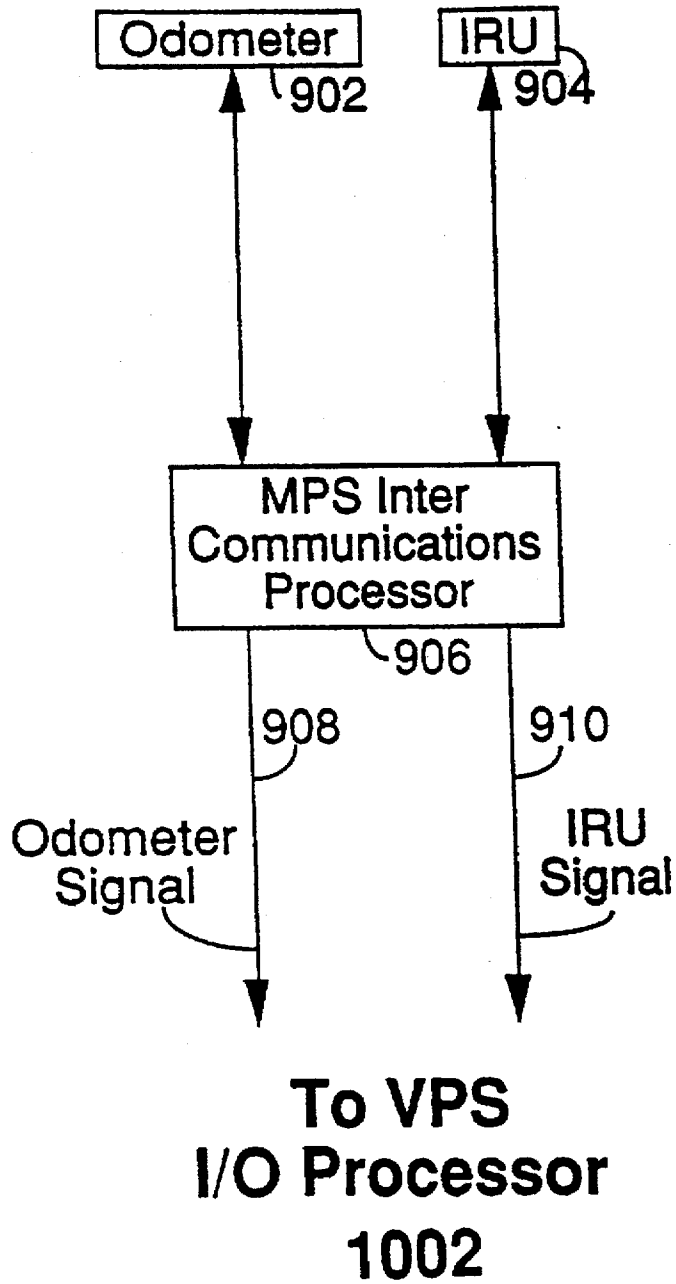 Odometer
IRU
902
904
MPS Inter
Communications
Processor
906
908
910
Odometer
Signal
IRU
Signal
To VPS
I/O Processor
1002